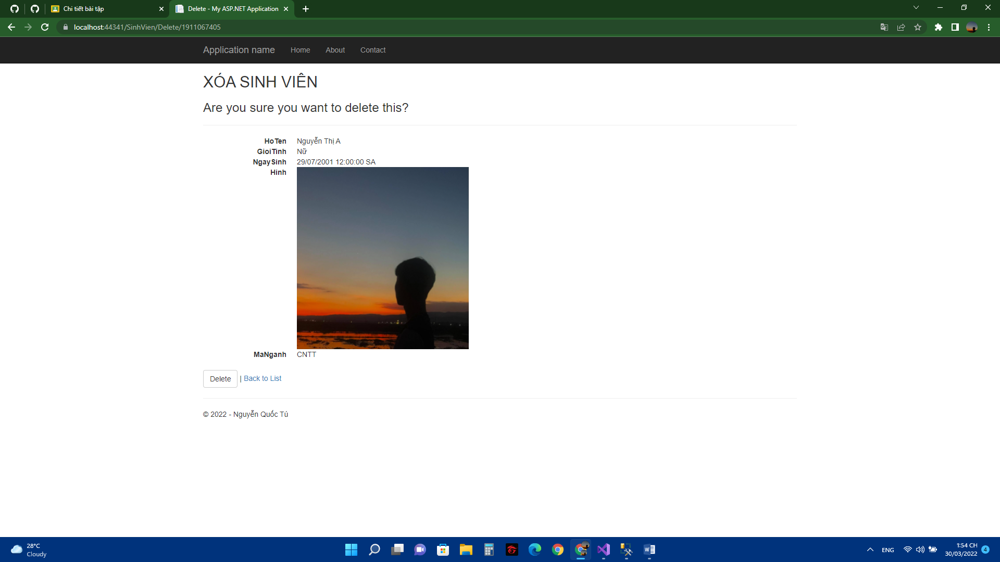 Chi tiết bài tập
Delete - My ASP.NET Application
localhost:44341/SinhVien/Delete/1911067405
Application name Home About Contact
XÓA SINH VIÊN
Are you sure you want to delete this?
HoTen Nguyễn Thị A
GioiTinh Nữ
NgaySinh 29/07/2001 12:00:00 SA
Hinh
MaNganh CNTT
Delete | Back to List
© 2022 - Nguyễn Quốc Tú
28°C
Cloudy
ENG
1:54 CH
30/03/2022
4